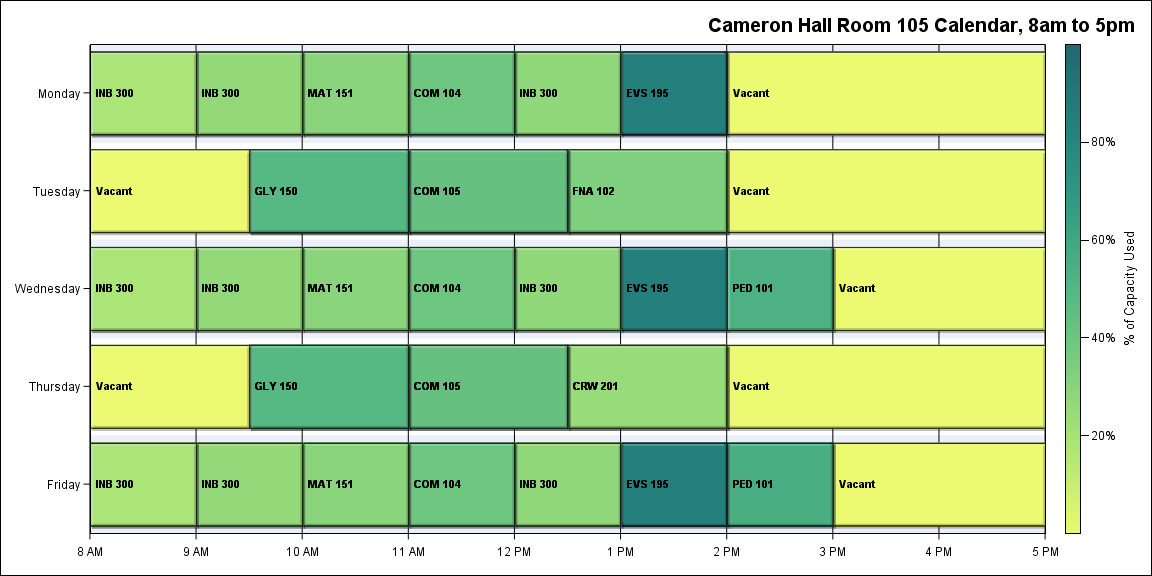 Cameron Hall Room 105 Calendar, 8am to 5pm
Monday INB 300 INB 300 MAT 151 COM 104 INB 300 EVS 195 Vacant
80%
Tuesday Vacant GLY 150 COM 105 FNA 102 Vacant
60%
Wednesday INB 300 INB 300 MAT 151 COM 104 INB 300 EVS 195 PED 101 Vacant
% of Capacity Used
40%
Thursday Vacant GLY 150 COM 105 CRW 201 Vacant
20%
Friday INB 300 INB 300 MAT 151 COM 104 INB 300 EVS 195 PED 101 Vacant
8 AM 9 AM 10 AM 11 AM 12 PM 1 PM 2 PM 3 PM 4 PM 5 PM